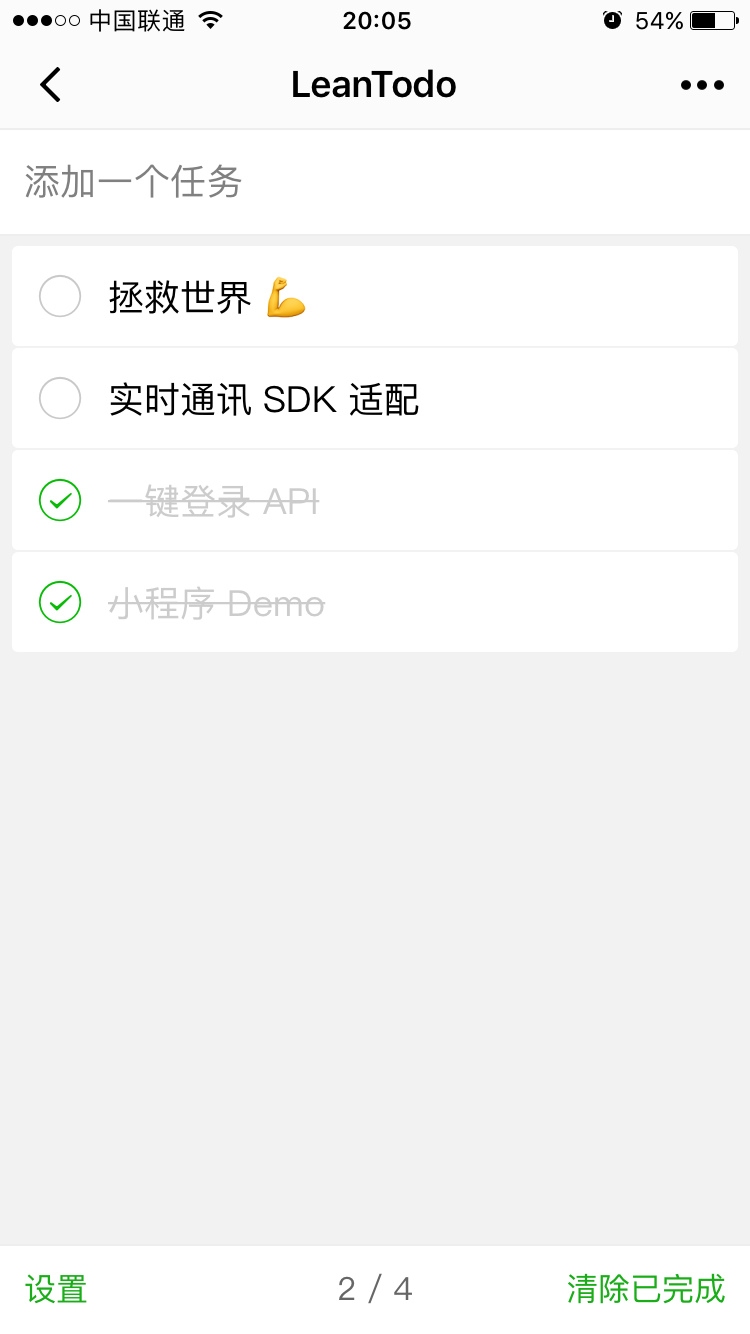 中国联通 20:05 54%
LeanTodo
添加一个任务
拯救世界 💪
实时通讯 SDK 适配
一键登录 API
小程序 Demo
设置 2 / 4 清除已完成